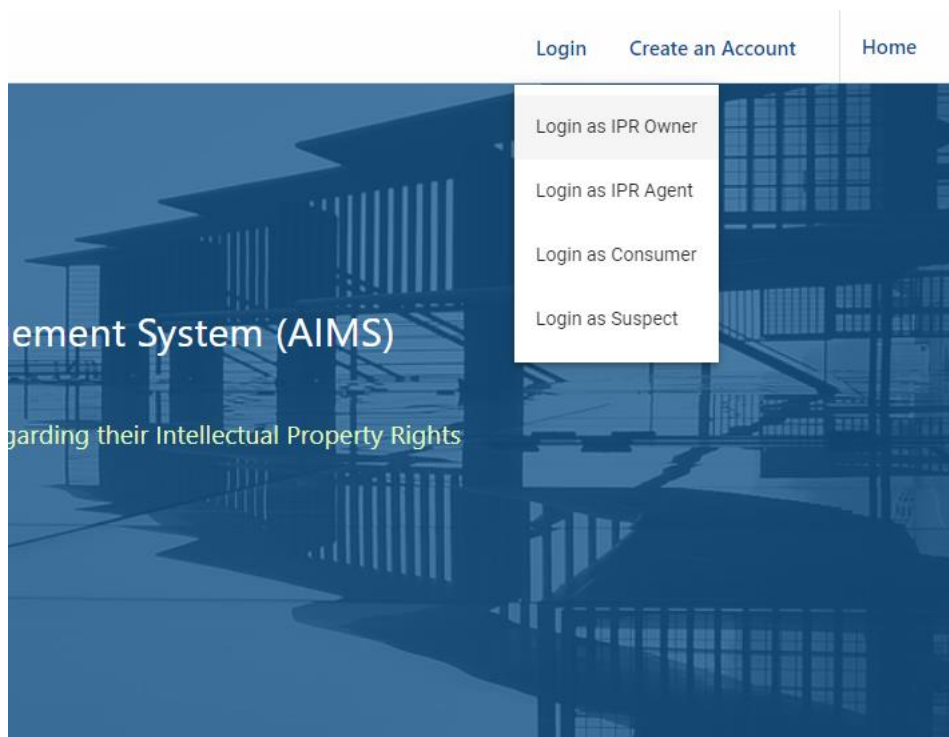 Login Create an Account Home
Login as IPR Owner
Login as IPR Agent
Login as Consumer
Login as Suspect
ement System (AIMS)
garding their Intellectual Property Rights